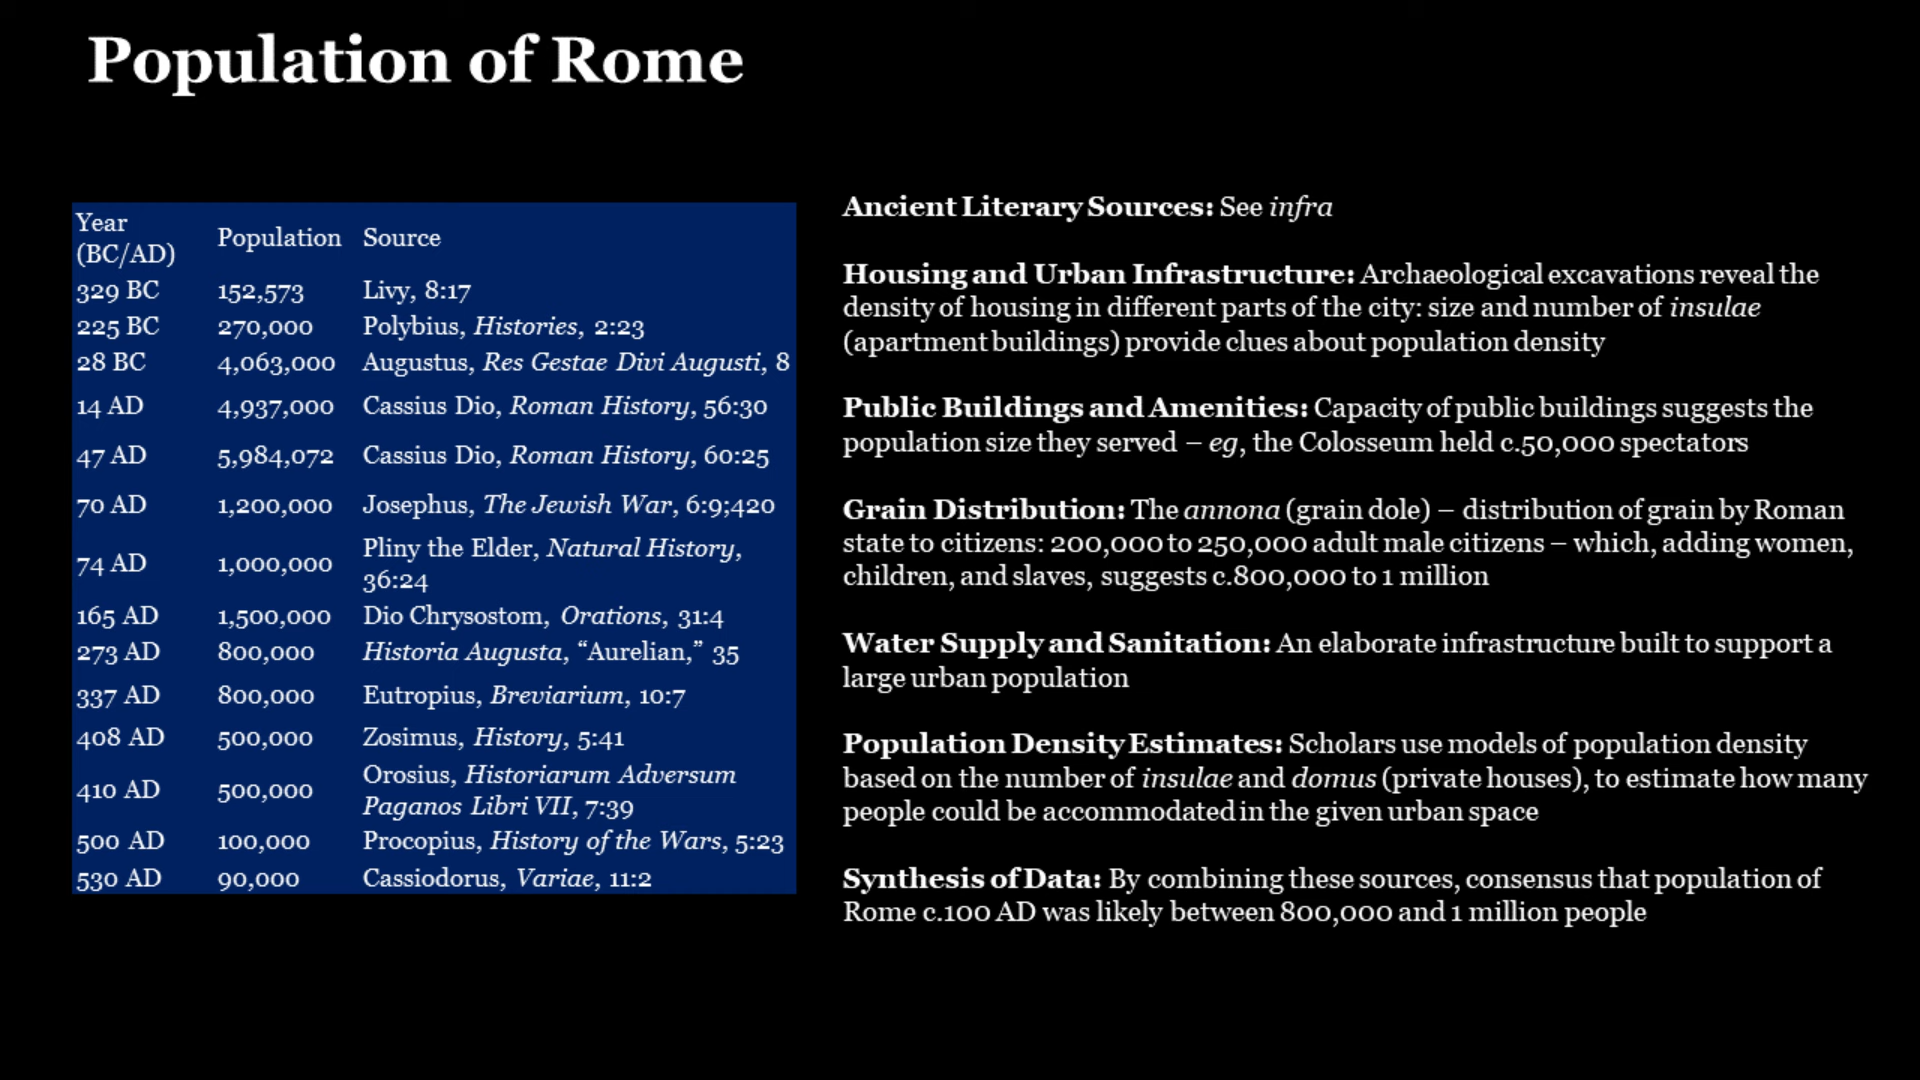 Population of Rome
Year
(BC/AD)
Population
Source
329 BC 152,573 Livy, 8:17
225 BC 270,000 Polybius, Histories, 2:23
28 BC 4,063,000 Augustus, Res Gestae Divi Augusti, 8
14 AD 4,937,000 Cassius Dio, Roman History, 56:30
47 AD 5,984,072 Cassius Dio, Roman History, 60:25
70 AD 1,200,000 Josephus, The Jewish War, 6:9;420
74 AD 1,000,000 Pliny the Elder, Natural History,
36:24
165 AD 1,500,000 Dio Chrysostom, Orations, 31:4
273 AD 800,000 Historia Augusta, “Aurelian,” 35
337 AD 800,000 Eutropius, Breviarium, 10:7
408 AD 500,000 Zosimus, History, 5:41
410 AD 500,000 Orosius, Historiarum Adversum
Paganos Libri VII, 7:39
500 AD 100,000 Procopius, History of the Wars, 5:23
530 AD 90,000 Cassiodorus, Variae, 11:2
Ancient Literary Sources: See infra
Housing and Urban Infrastructure: Archaeological excavations reveal the
density of housing in different parts of the city: size and number of insulae
(apartment buildings) provide clues about population density
Public Buildings and Amenities: Capacity of public buildings suggests the
population size they served – eg, the Colosseum held c.50,000 spectators
Grain Distribution: The annona (grain dole) – distribution of grain by Roman
state to citizens: 200,000 to 250,000 adult male citizens – which, adding women,
children, and slaves, suggests c.800,000 to 1 million
Water Supply and Sanitation: An elaborate infrastructure built to support a
large urban population
Population Density Estimates: Scholars use models of population density
based on the number of insulae and domus (private houses), to estimate how many
people could be accommodated in the given urban space
Synthesis of Data: By combining these sources, consensus that population of
Rome c.100 AD was likely between 800,000 and 1 million people